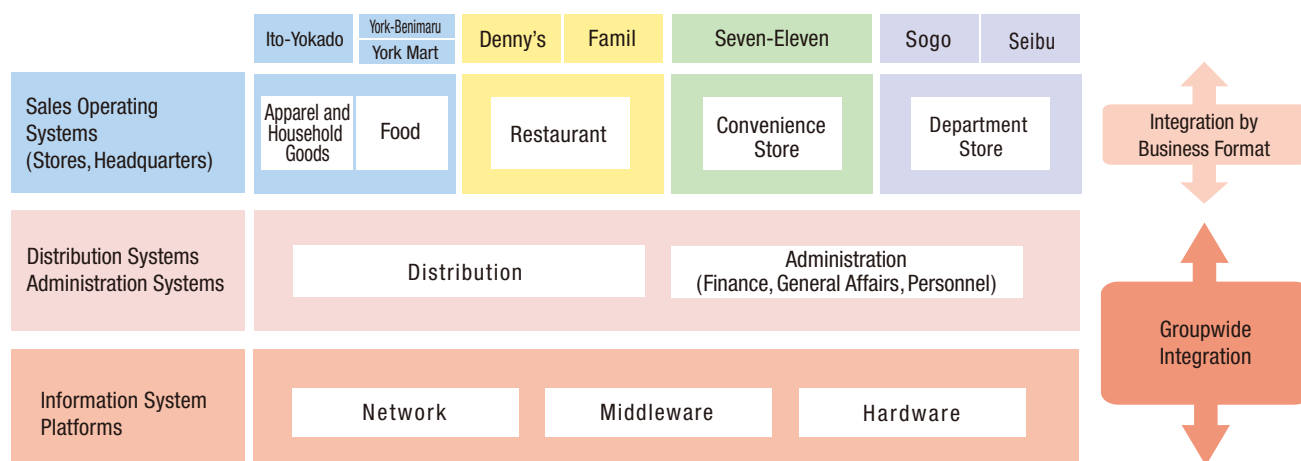 Ito-Yokado
York-Benimaru
York Mart
Denny's
Famil
Seven-Eleven
Sogo
Seibu
Sales Operating
Systems
(Stores, Headquarters)
Apparel and
Household
Goods
Food
Restaurant
Convenience
Store
Department
Store
Integration by
Business Format
Distribution Systems
Administration Systems
Distribution
Administration
(Finance, General Affairs, Personnel)
Groupwide
Integration
Information System
Platforms
Network
Middleware
Hardware